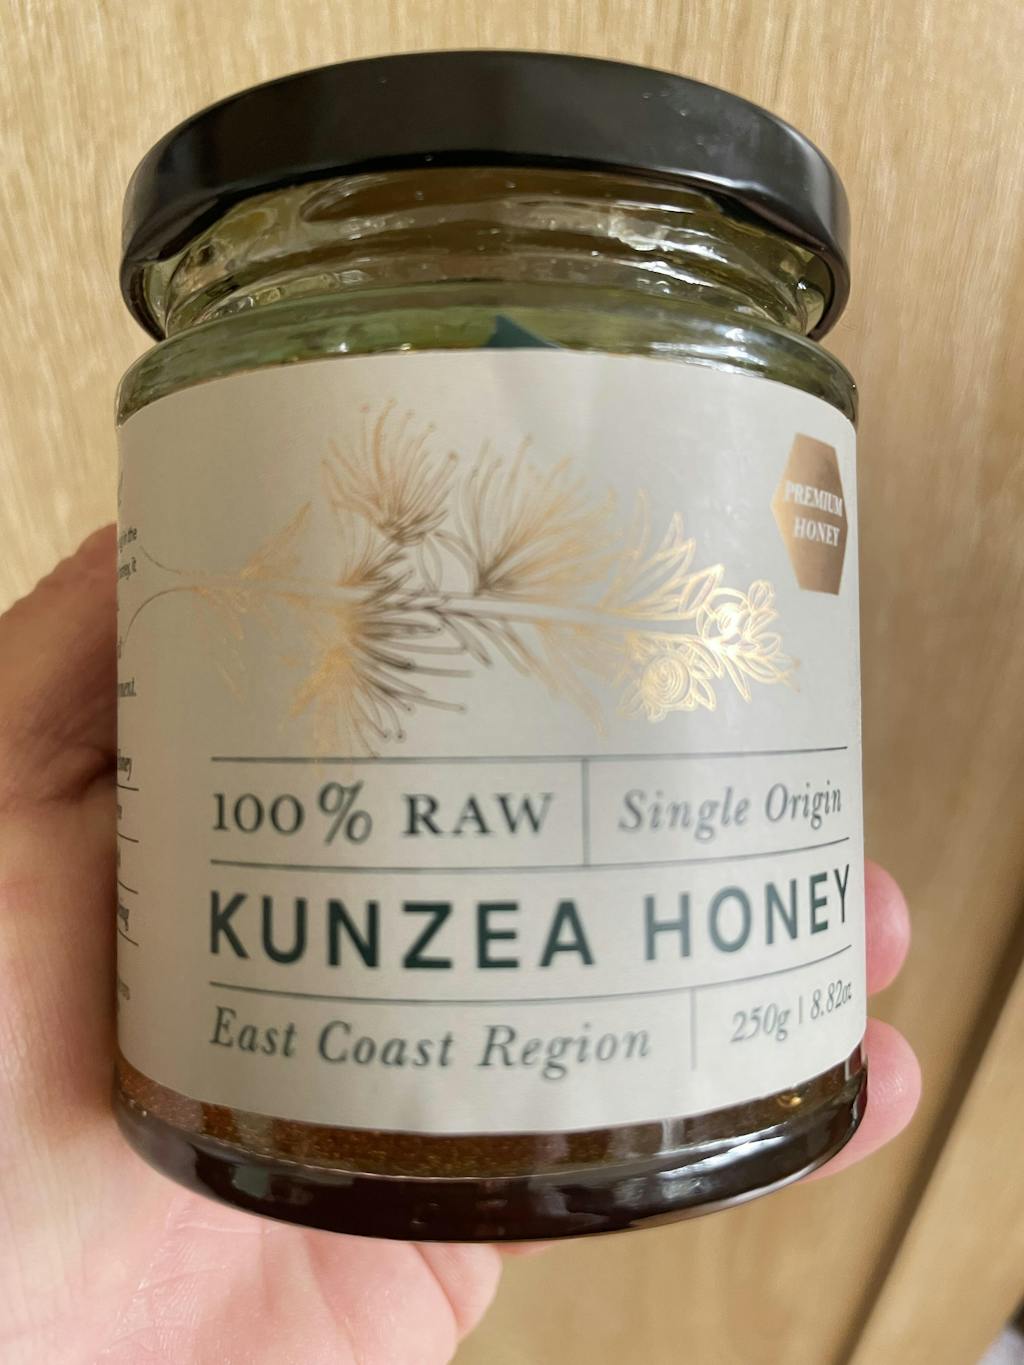 PREMIUM
HONEY
100% RAW
Single Origin
KUNZEA HONEY
East Coast Region
250g | 8.82oz